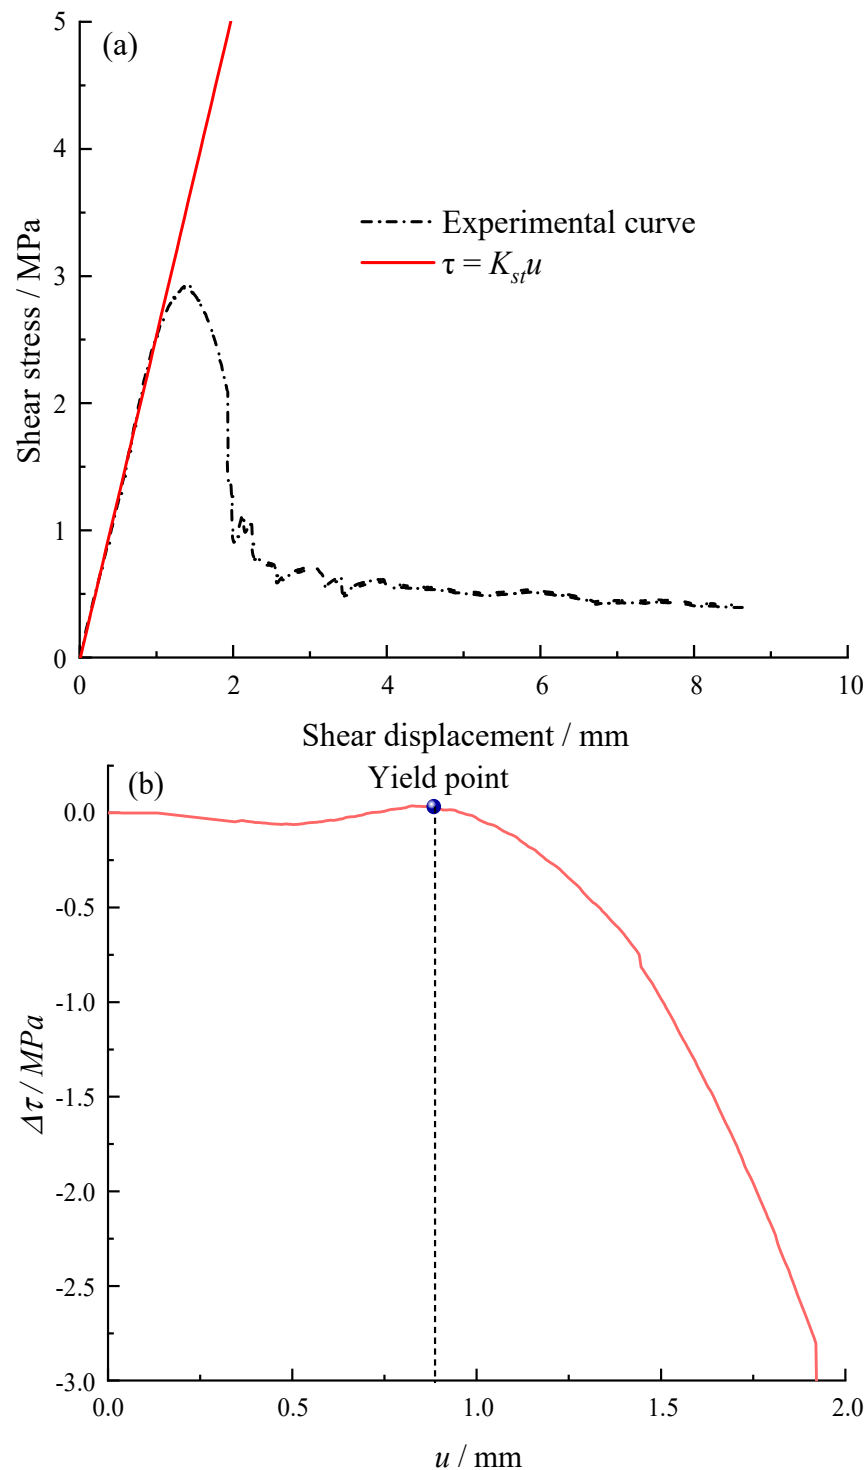 (a)
5
4
3
2
1
0
Shear stress / MPa
Experimental curve
τ = K_{st}u
0 2 4 6 8 10
Shear displacement / mm
(b)
Yield point
0.0
-0.5
-1.0
-1.5
-2.0
-2.5
-3.0
Δτ / MPa
0.0 0.5 1.0 1.5 2.0
u / mm